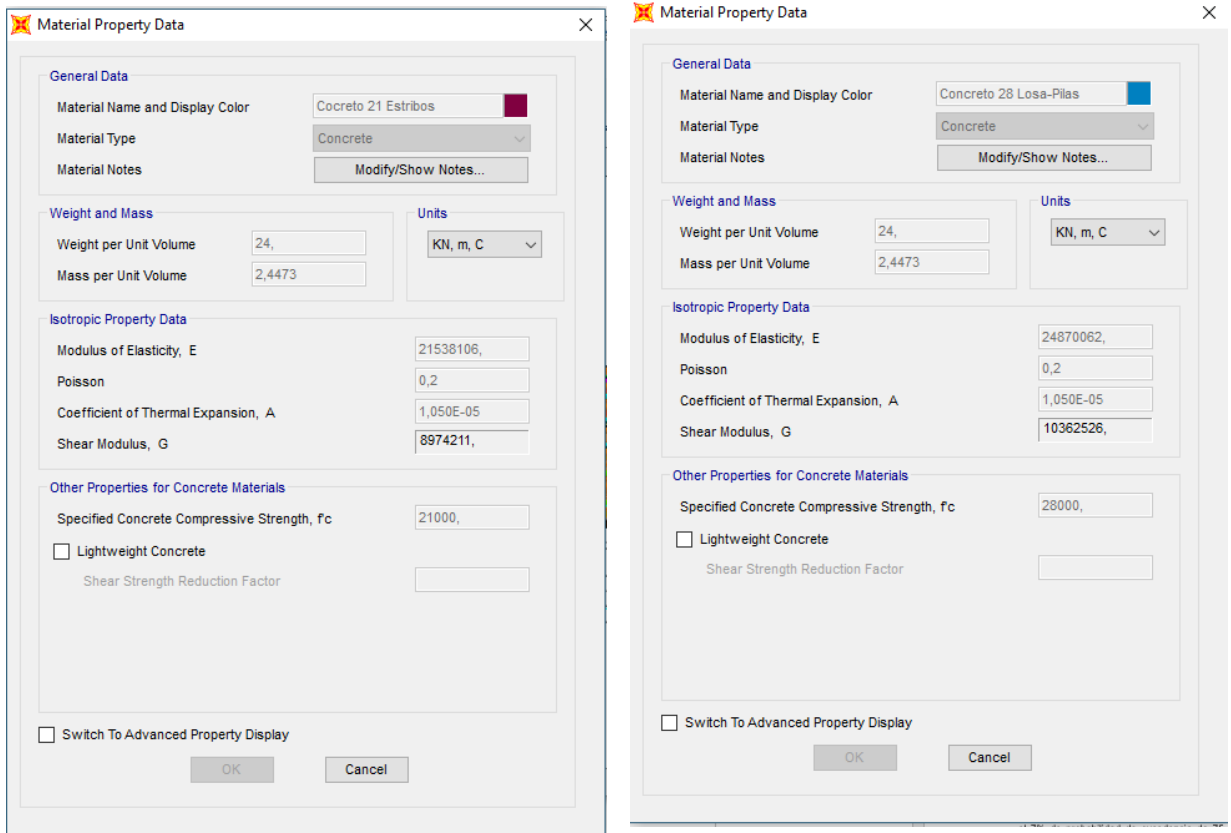 Material Property Data
General Data
Material Name and Display Color Cocreto 21 Estribos
Material Type Concrete
Material Notes Modify/Show Notes...
Weight and Mass
Weight per Unit Volume 24,
Mass per Unit Volume 2,4473
Units
KN, m, C
Isotropic Property Data
Modulus of Elasticity, E 21538106,
Poisson 0,2
Coefficient of Thermal Expansion, A 1,050E-05
Shear Modulus, G 8974211,
Other Properties for Concrete Materials
Specified Concrete Compressive Strength, f'c 21000,
Lightweight Concrete
Shear Strength Reduction Factor
Switch To Advanced Property Display
OK Cancel
Material Property Data
General Data
Material Name and Display Color Concreto 28 Losa-Pilas
Material Type Concrete
Material Notes Modify/Show Notes...
Weight and Mass
Weight per Unit Volume 24,
Mass per Unit Volume 2,4473
Units
KN, m, C
Isotropic Property Data
Modulus of Elasticity, E 24870062,
Poisson 0,2
Coefficient of Thermal Expansion, A 1,050E-05
Shear Modulus, G 10362526,
Other Properties for Concrete Materials
Specified Concrete Compressive Strength, f'c 28000,
Lightweight Concrete
Shear Strength Reduction Factor
Switch To Advanced Property Display
OK Cancel